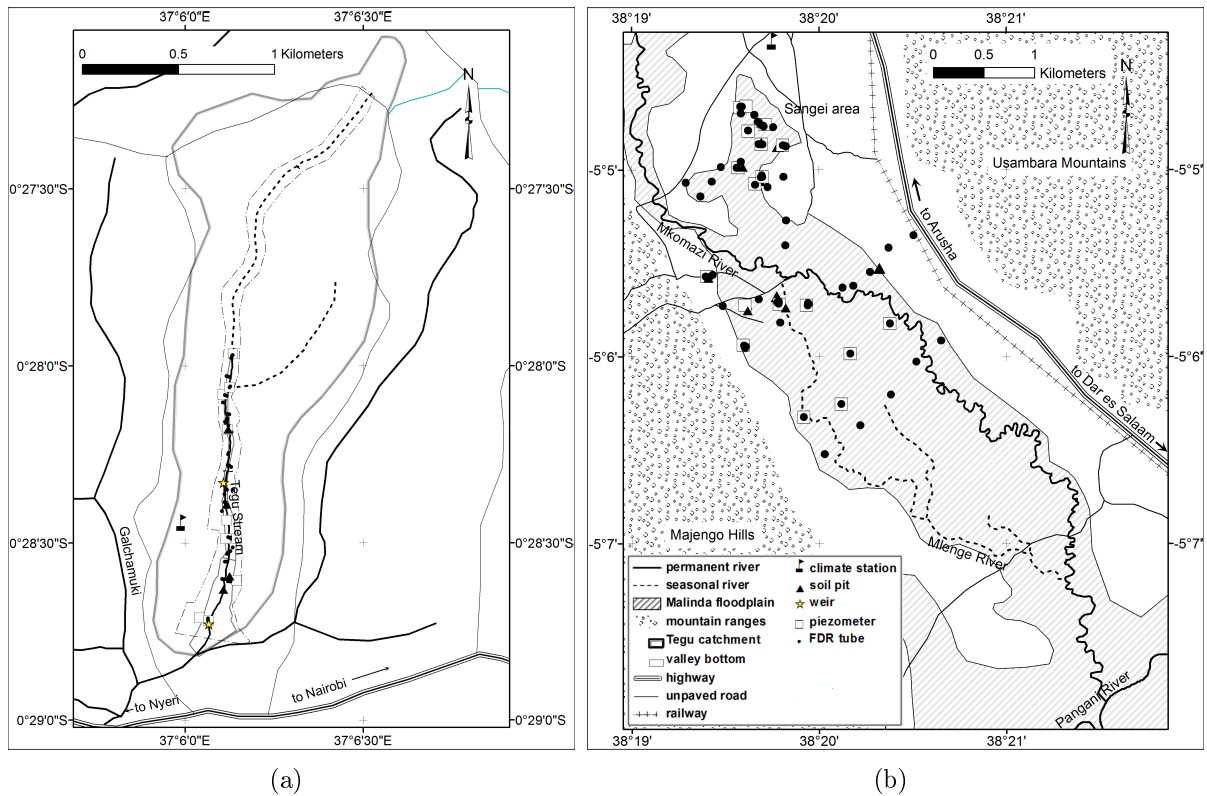 37°6'0"E
37°6'30"E
0
0.5
1 Kilometers
N
0°27'30"S
0°27'30"S
0°28'0"S
0°28'0"S
0°28'30"S
0°28'30"S
0°29'0"S
0°29'0"S
Tegu Stream
Galchamuki
to Nyeri
to Nairobi
37°6'0"E
37°6'30"E
(a)
38°19'
38°20'
38°21'
0
0.5
1
Kilometers
N
Sangei area
Usambara Mountains
-5°5'
-5°5'
to Arusha
Mkomazi River
-5°6'
-5°6'
to Dar es Salaam
-5°7'
-5°7'
Majengo Hills
Mlenge River
Pangani River
permanent river
seasonal river
Malinda floodplain
mountain ranges
Tegu catchment
valley bottom
highway
unpaved road
railway
climate station
soil pit
weir
piezometer
FDR tube
38°19'
38°20'
38°21'
(b)